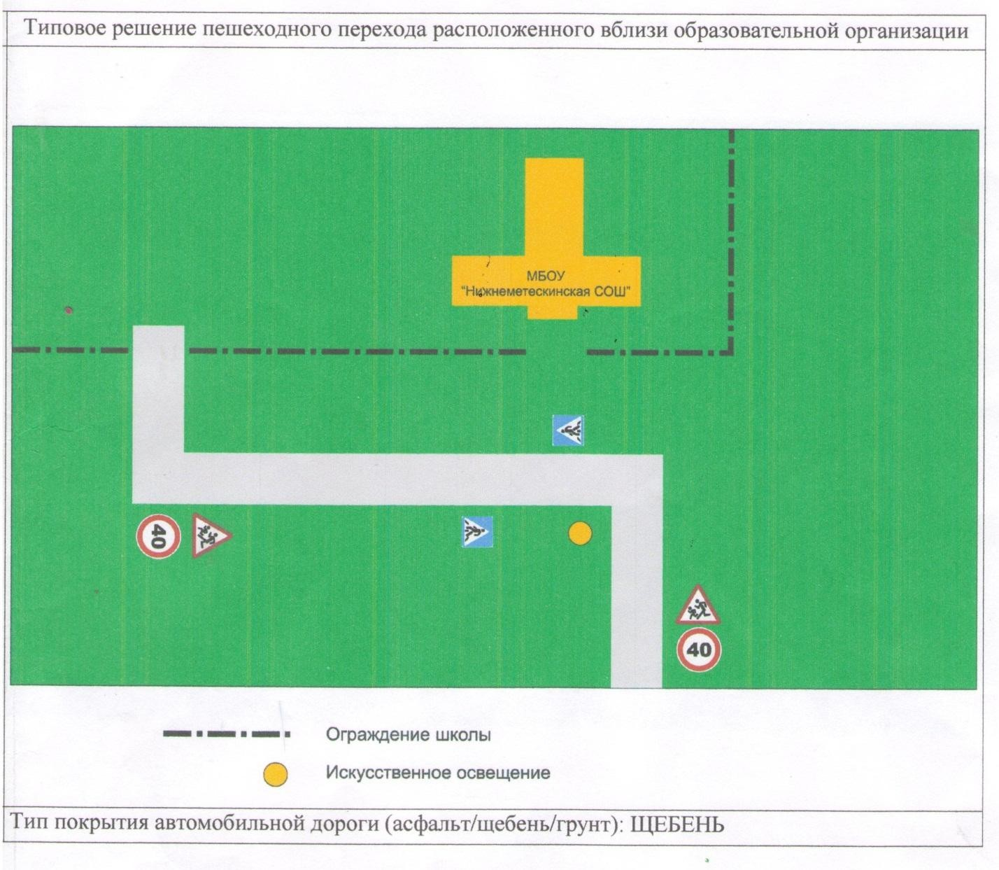 Типовое решение пешеходного перехода расположенного вблизи образовательной организации
МБОУ
“Нижнеметескинская СОШ”
40
40
Ограждение школы
Искусственное освещение
Тип покрытия автомобильной дороги (асфальт/щебень/грунт): ЩЕБЕНЬ